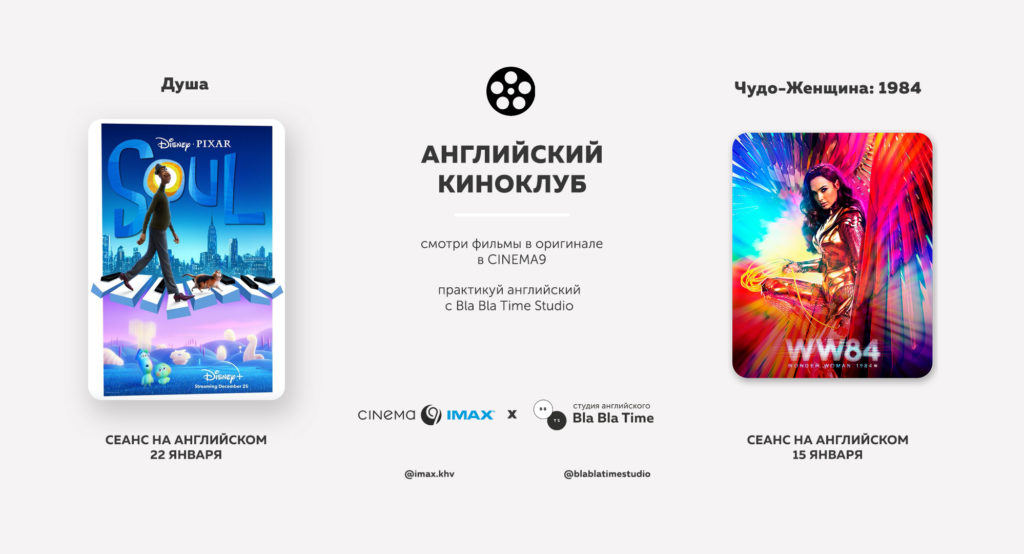 Душа
Disney · PIXAR
SOUL
Disney+
Streaming December 25
СЕАНС НА АНГЛИЙСКОМ
22 ЯНВАРЯ
АНГЛИЙСКИЙ
КИНОКЛУБ
смотри фильмы в оригинале
в CINEMA9
практикуй английский
с Bla Bla Time Studio
CINEMA 9 IMAX x
студия английского
Bla Bla Time
@imax.khv
@blablatimestudio
Чудо-Женщина: 1984
WW84
WONDER WOMAN 1984
СЕАНС НА АНГЛИЙСКОМ
15 ЯНВАРЯ